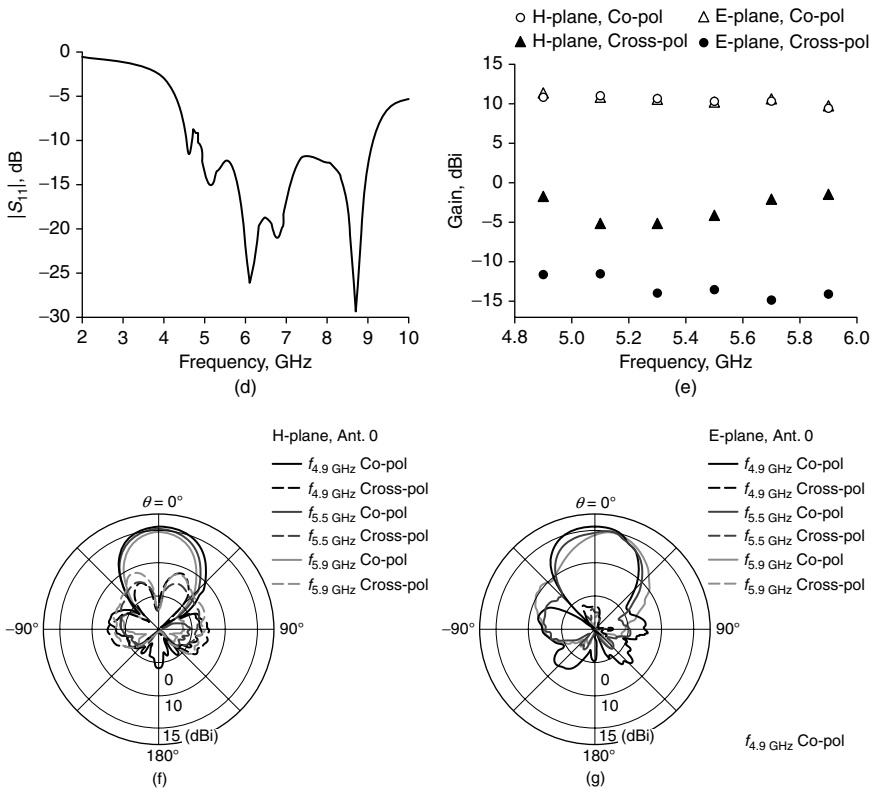 H-plane, Co-pol
E-plane, Co-pol
H-plane, Cross-pol
E-plane, Cross-pol
0
−5
−10
−15
−20
−25
−30
|S11|, dB
2 3 4 5 6 7 8 9 10
Frequency, GHz
(d)
15
10
5
0
−5
−10
−15
Gain, dBi
4.8 5.0 5.2 5.4 5.6 5.8 6.0
Frequency, GHz
(e)
H-plane, Ant. 0
f4.9 GHz Co-pol
f4.9 GHz Cross-pol
f5.5 GHz Co-pol
f5.5 GHz Cross-pol
f5.9 GHz Co-pol
f5.9 GHz Cross-pol
θ = 0°
−90°
90°
0
10
15 (dBi)
180°
(f)
E-plane, Ant. 0
f4.9 GHz Co-pol
f4.9 GHz Cross-pol
f5.5 GHz Co-pol
f5.5 GHz Cross-pol
f5.9 GHz Co-pol
f5.9 GHz Cross-pol
θ = 0°
−90°
90°
0
10
15 (dBi)
180°
(g)
f4.9 GHz Co-pol